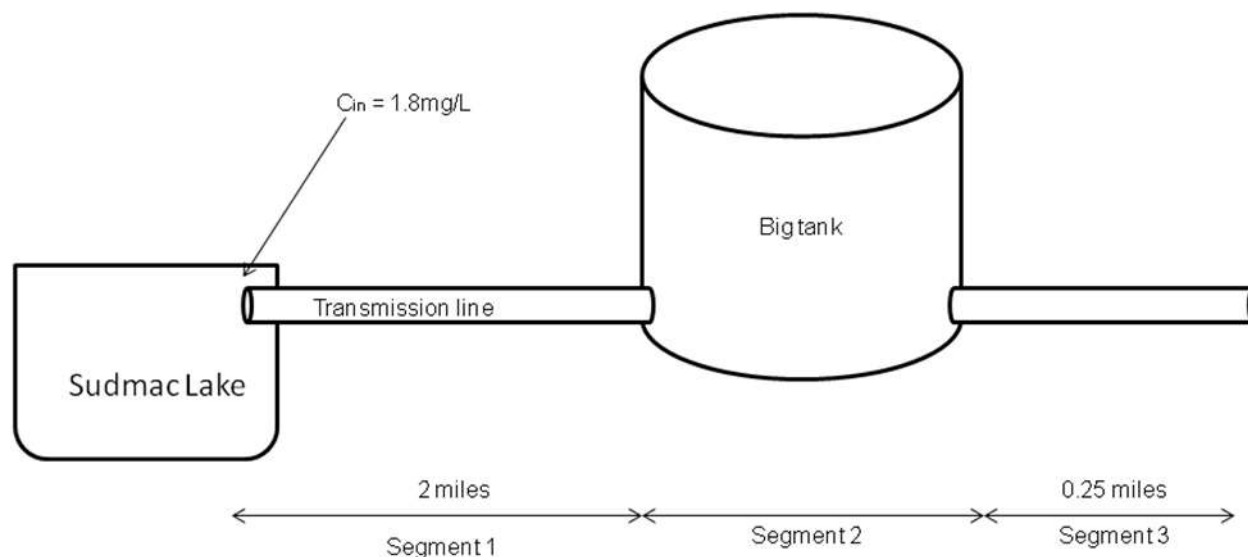 Cin = 1.8mg/L
Big tank
Transmission line
Sudmac Lake
2 miles
0.25 miles
Segment 1
Segment 2
Segment 3